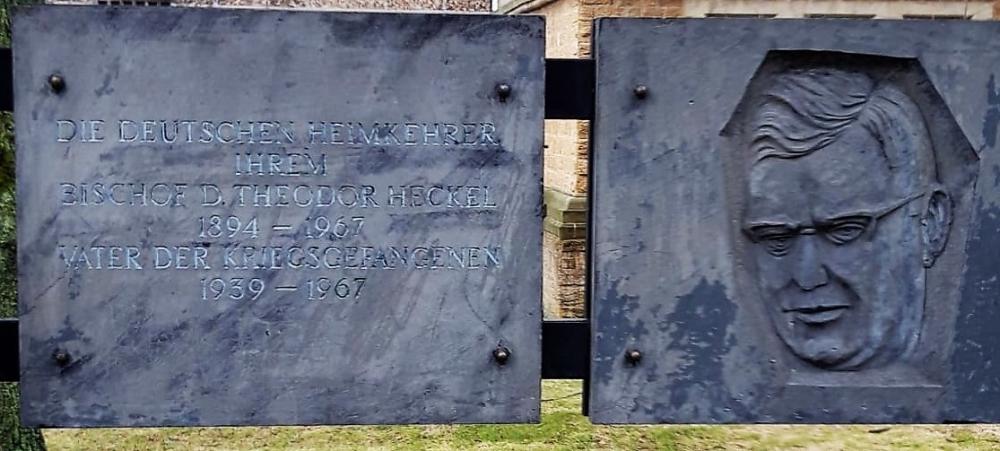 DIE DEUTSCHEN HEIMKEHRER
IHREM
BISCHOF D. THEODOR HECKEL
1894 – 1967
VATER DER KRIEGSGEFANGENEN
1939 – 1967